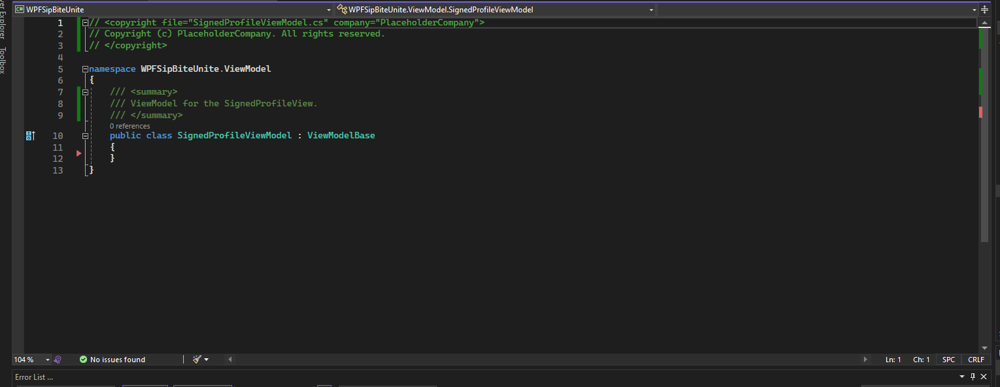 WPFSipBiteUnite
WPFSipBiteUnite.ViewModel.SignedProfileViewModel
Toolbox
1 // <copyright file="SignedProfileViewModel.cs" company="PlaceholderCompany">
2 // Copyright (c) PlaceholderCompany. All rights reserved.
3 // </copyright>
4
5 namespace WPFSipBiteUnite.ViewModel
6 {
7 /// <summary>
8 /// ViewModel for the SignedProfileView.
9 /// </summary>
0 references
10 public class SignedProfileViewModel : ViewModelBase
11 {
12 }
13 }
104 %
No issues found
Ln: 1 Ch: 1 SPC CRLF
Error List ...